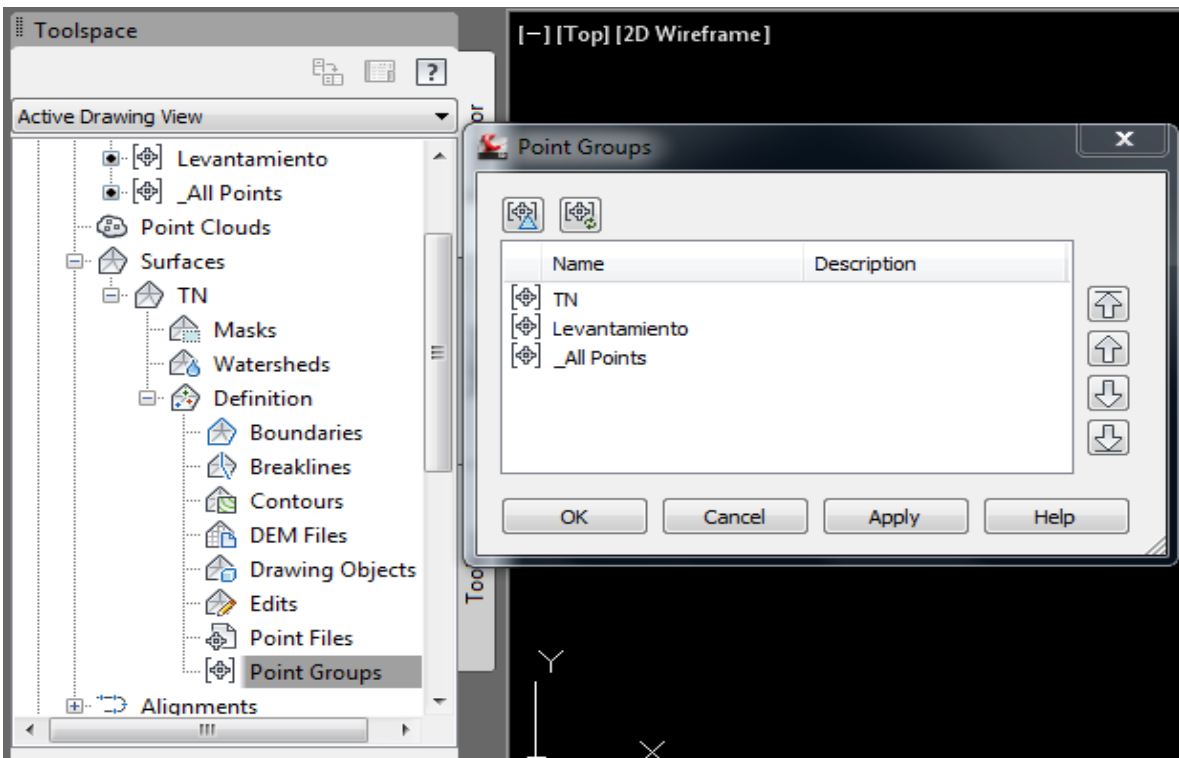 Toolspace
?
Active Drawing View
Levantamiento
_All Points
Point Clouds
Surfaces
TN
Masks
Watersheds
Definition
Boundaries
Breaklines
Contours
DEM Files
Drawing Objects
Edits
Point Files
Point Groups
Alignments
[−] [Top] [2D Wireframe]
Point Groups
X
Name Description
TN
Levantamiento
_All Points
OK Cancel Apply Help
Y
X